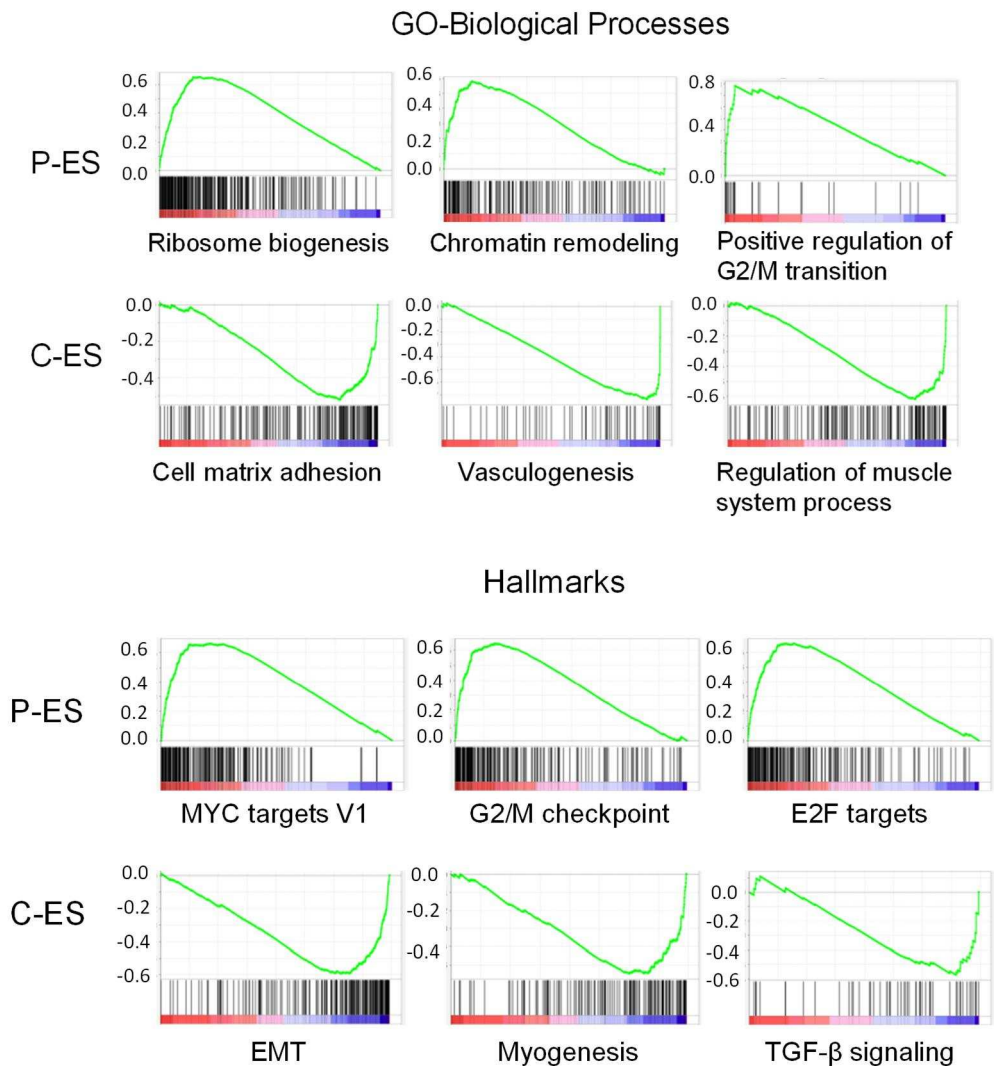 GO-Biological Processes
P-ES
0.6
0.4
0.2
0.0
Ribosome biogenesis
0.6
0.4
0.2
0.0
Chromatin remodeling
0.8
0.4
0.0
Positive regulation of
G2/M transition
C-ES
0.0
-0.2
-0.4
Cell matrix adhesion
0.0
-0.2
-0.4
-0.6
Vasculogenesis
0.0
-0.2
-0.4
-0.6
Regulation of muscle
system process
Hallmarks
P-ES
0.6
0.4
0.2
0.0
MYC targets V1
0.6
0.4
0.2
0.0
G2/M checkpoint
0.6
0.4
0.2
0.0
E2F targets
C-ES
0.0
-0.2
-0.4
-0.6
EMT
0.0
-0.2
-0.4
Myogenesis
0.0
-0.2
-0.4
-0.6
TGF-β signaling